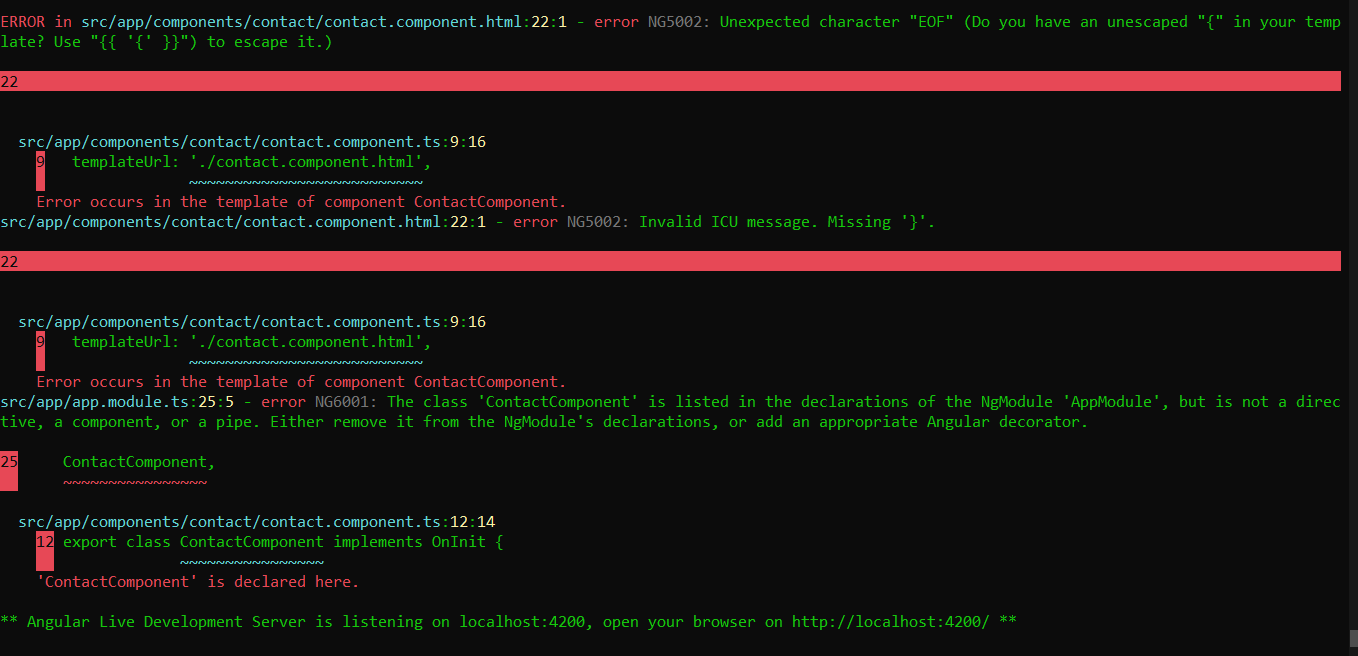 ERROR in src/app/components/contact/contact.component.html:22:1 - error NG5002: Unexpected character "EOF" (Do you have an unescaped "{" in your temp
late? Use "{{ '{' }}") to escape it.)
22
src/app/components/contact/contact.component.ts:9:16
9 templateUrl: './contact.component.html',
~~~~~~~~~~~~~~~~~~~~~~~~~~
Error occurs in the template of component ContactComponent.
src/app/components/contact/contact.component.html:22:1 - error NG5002: Invalid ICU message. Missing '}'.
22
src/app/components/contact/contact.component.ts:9:16
9 templateUrl: './contact.component.html',
~~~~~~~~~~~~~~~~~~~~~~~~~~
Error occurs in the template of component ContactComponent.
src/app/app.module.ts:25:5 - error NG6001: The class 'ContactComponent' is listed in the declarations of the NgModule 'AppModule', but is not a direc
tive, a component, or a pipe. Either remove it from the NgModule's declarations, or add an appropriate Angular decorator.
25 ContactComponent,
~~~~~~~~~~~~~~~~
src/app/components/contact/contact.component.ts:12:14
12 export class ContactComponent implements OnInit {
~~~~~~~~~~~~~~~~
'ContactComponent' is declared here.
** Angular Live Development Server is listening on localhost:4200, open your browser on http://localhost:4200/ **